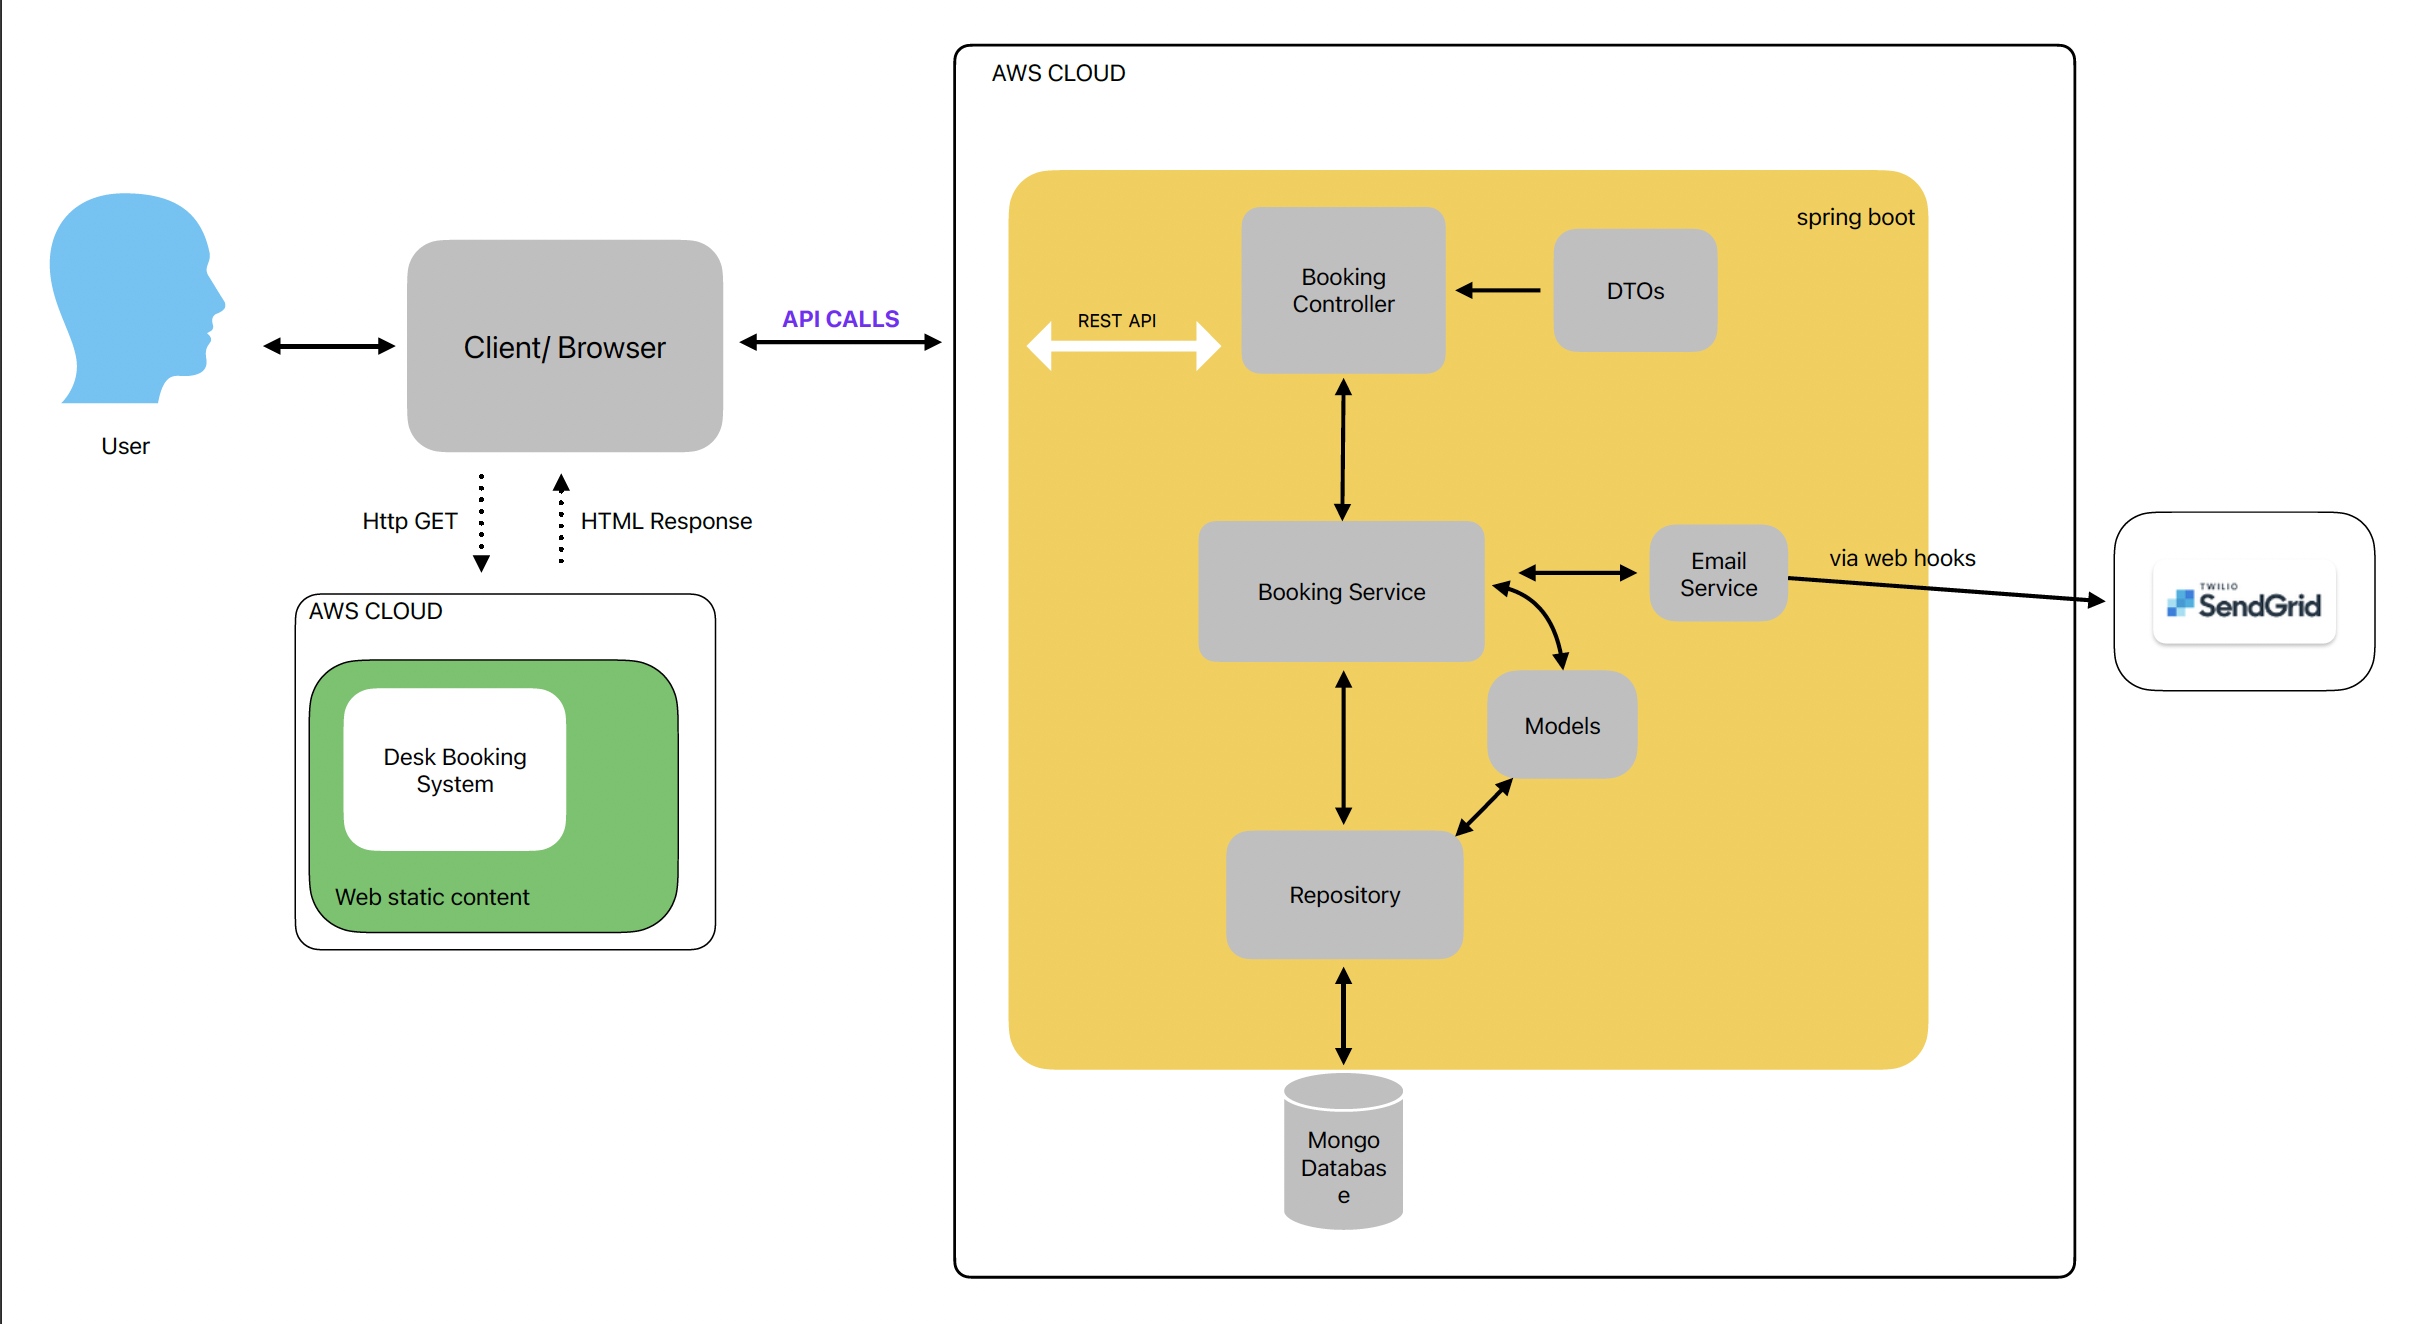 AWS CLOUD
spring boot
Booking
Controller
DTOs
REST API
API CALLS
Client/ Browser
User
Http GET
HTML Response
Booking Service
Email
Service
via web hooks
TWILIO
SendGrid
AWS CLOUD
Desk Booking
System
Web static content
Models
Repository
Mongo
Databas
e